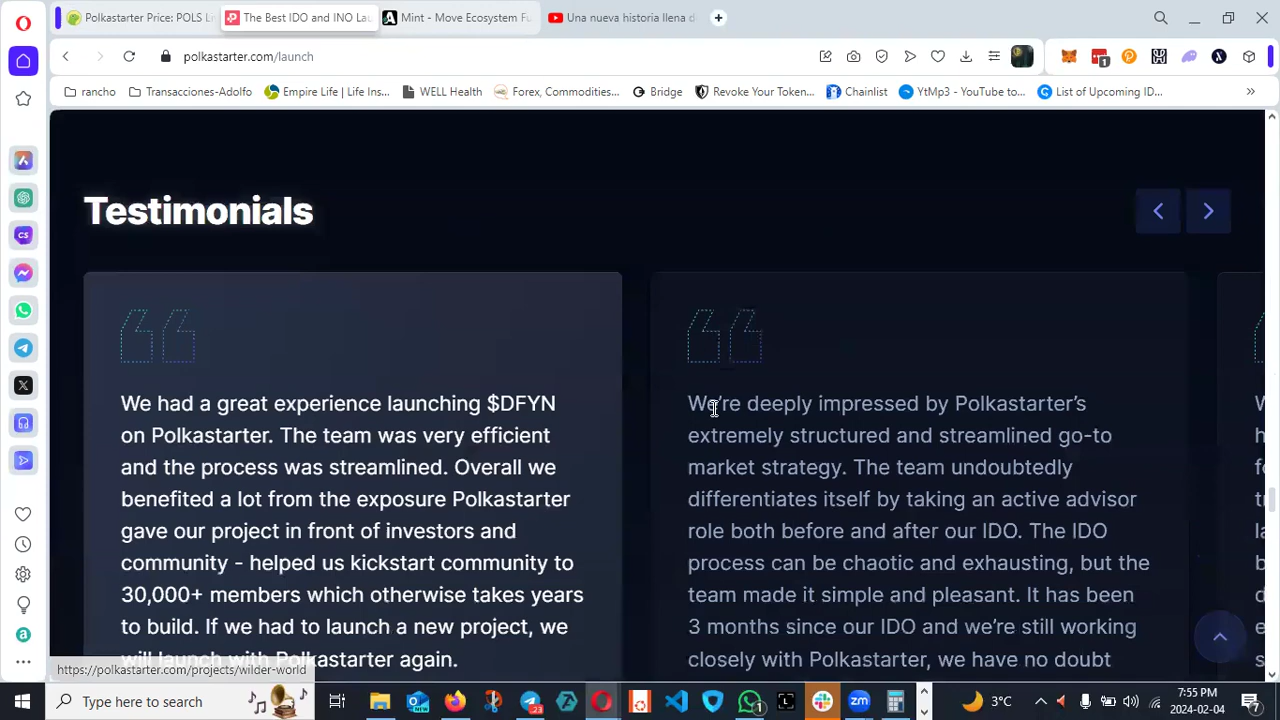 Polkastarter Price: POLS L
The Best IDO and INO Lau
Mint - Move Ecosystem Fu
Una nueva historia llena d
polkastarter.com/launch
1
rancho
Transacciones-Adolfo
Empire Life | Life Ins...
WELL Health
Forex, Commodities...
Bridge
Revoke Your Token...
Chainlist
YtMp3 - YouTube to...
List of Upcoming ID...
Testimonials
We had a great experience launching $DFYN
on Polkastarter. The team was very efficient
and the process was streamlined. Overall we
benefited a lot from the exposure Polkastarter
gave our project in front of investors and
community - helped us kickstart community to
30,000+ members which otherwise takes years
to build. If we had to launch a new project, we
will launch with Polkastarter again.
We're deeply impressed by Polkastarter's
extremely structured and streamlined go-to
market strategy. The team undoubtedly
differentiates itself by taking an active advisor
role both before and after our IDO. The IDO
process can be chaotic and exhausting, but the
team made it simple and pleasant. It has been
3 months since our IDO and we're still working
closely with Polkastarter, we have no doubt
https://polkastarter.com/projects/wilder-world
Type here to search
23
1
zm
3°C
7:55 PM
2024-02-04
7